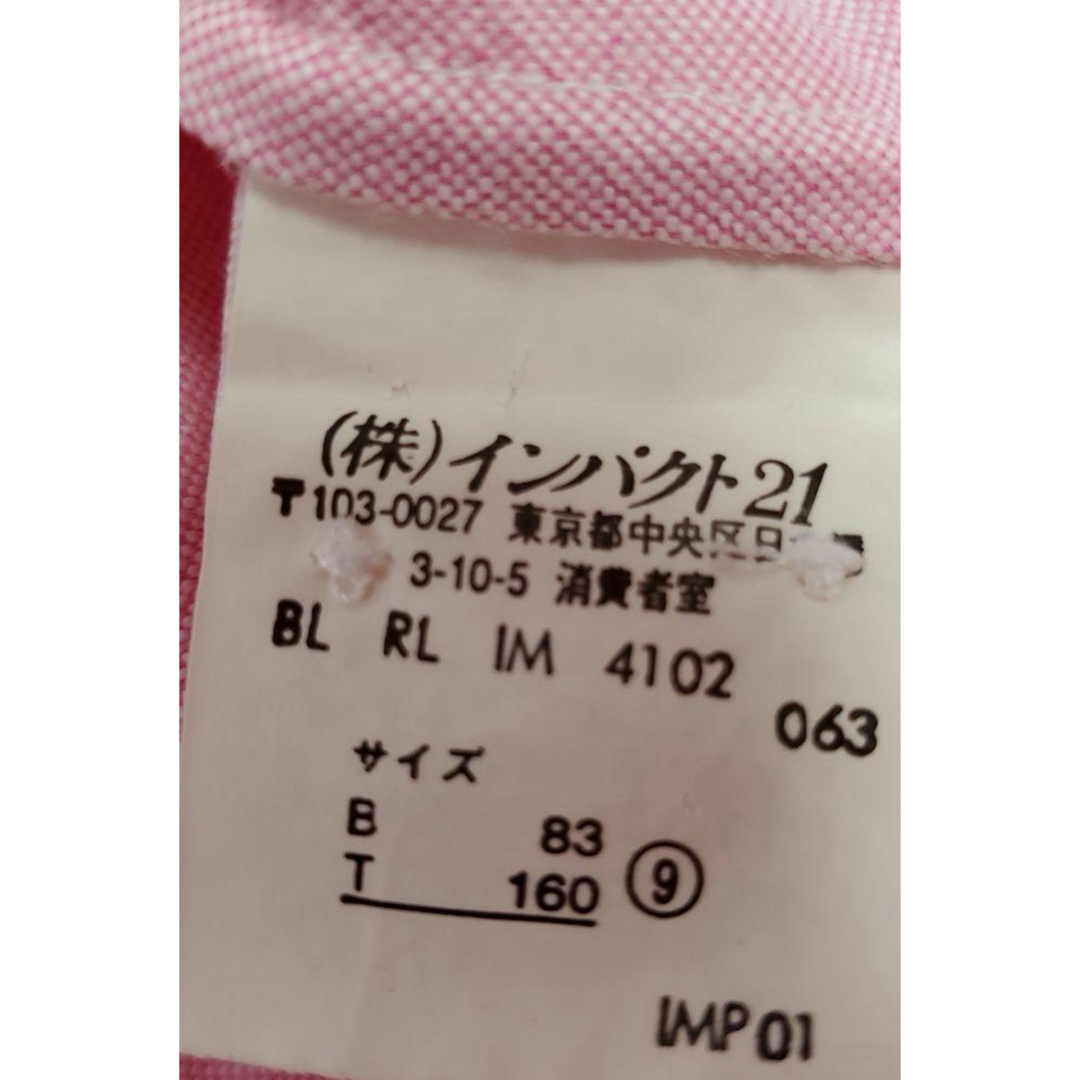 (株)インパクト21
〒103-0027 東京都中央区日
3-10-5 消費者室
BL RL IM 4102
063
サイズ
B 83
T 160 ⑨
IMP01